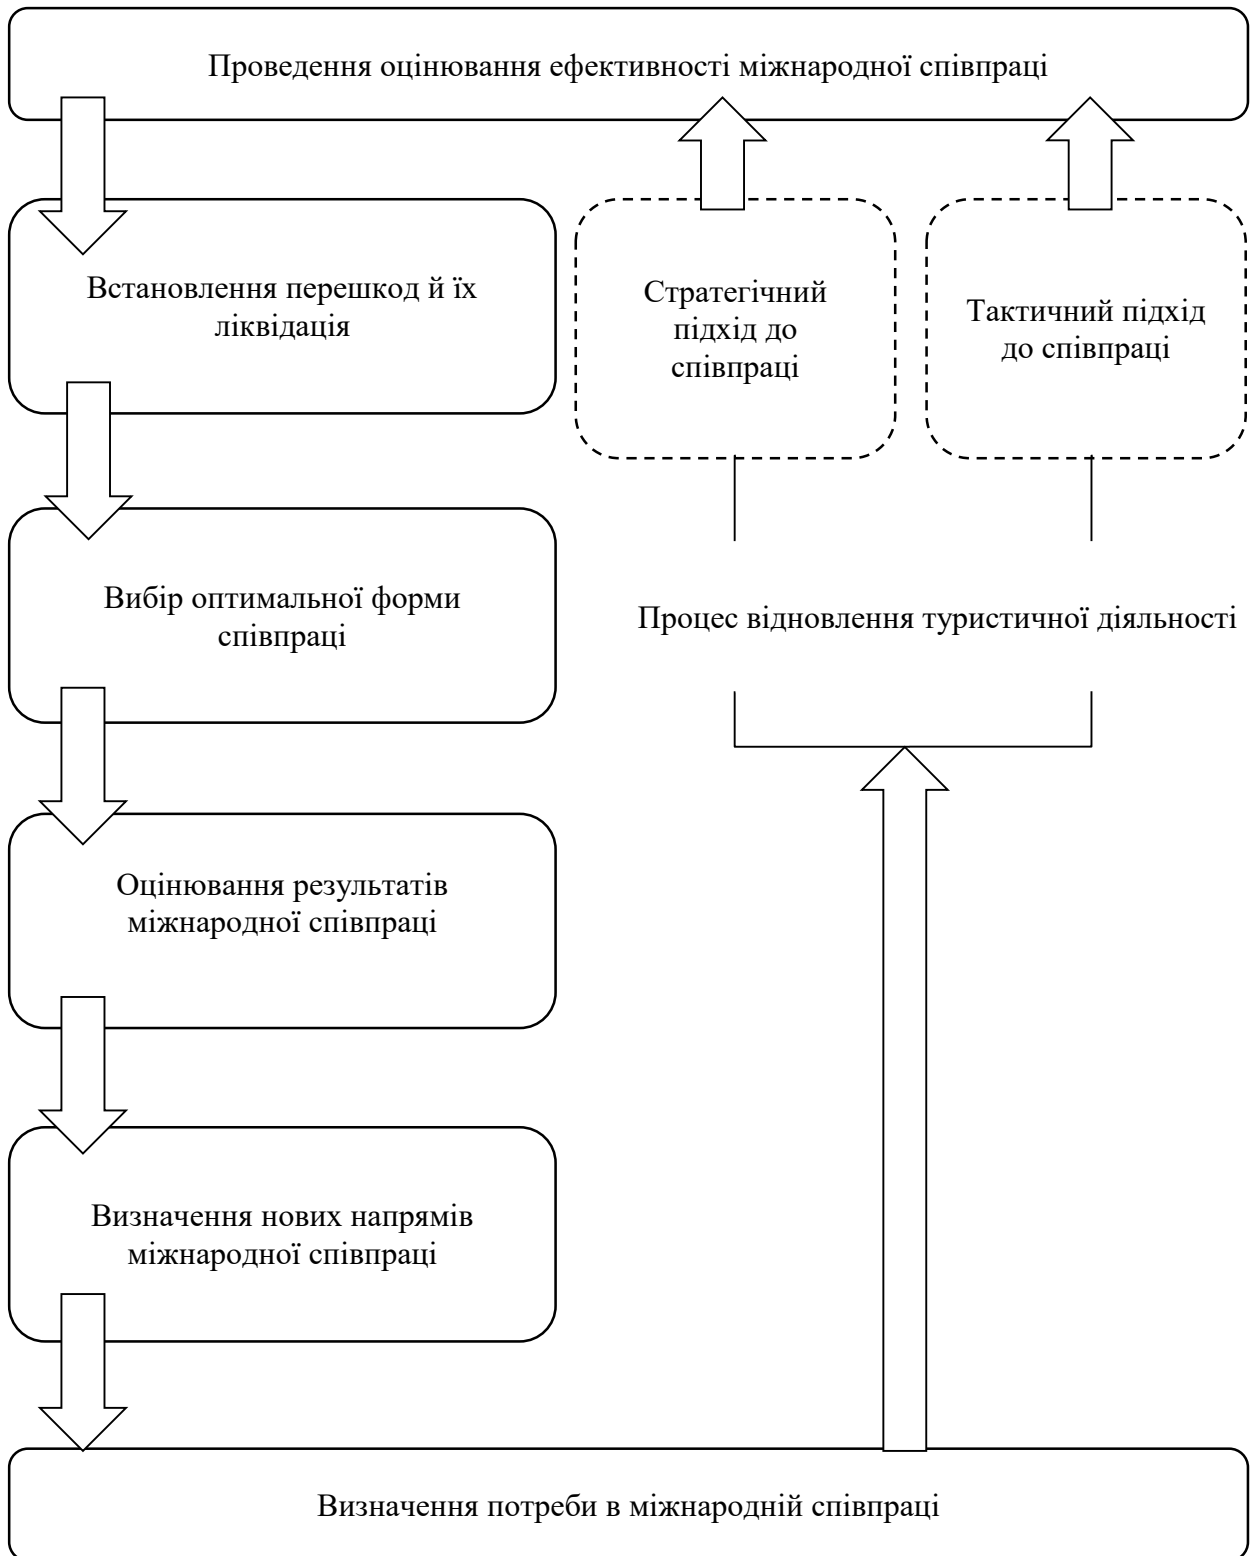 Проведення оцінювання ефективності міжнародної співпраці
Встановлення перешкод й їх
ліквідація
Стратегічний
підхід до
співпраці
Тактичний підхід
до співпраці
Вибір оптимальної форми
співпраці
Процес відновлення туристичної діяльності
Оцінювання результатів
міжнародної співпраці
Визначення нових напрямів
міжнародної співпраці
Визначення потреби в міжнародній співпраці